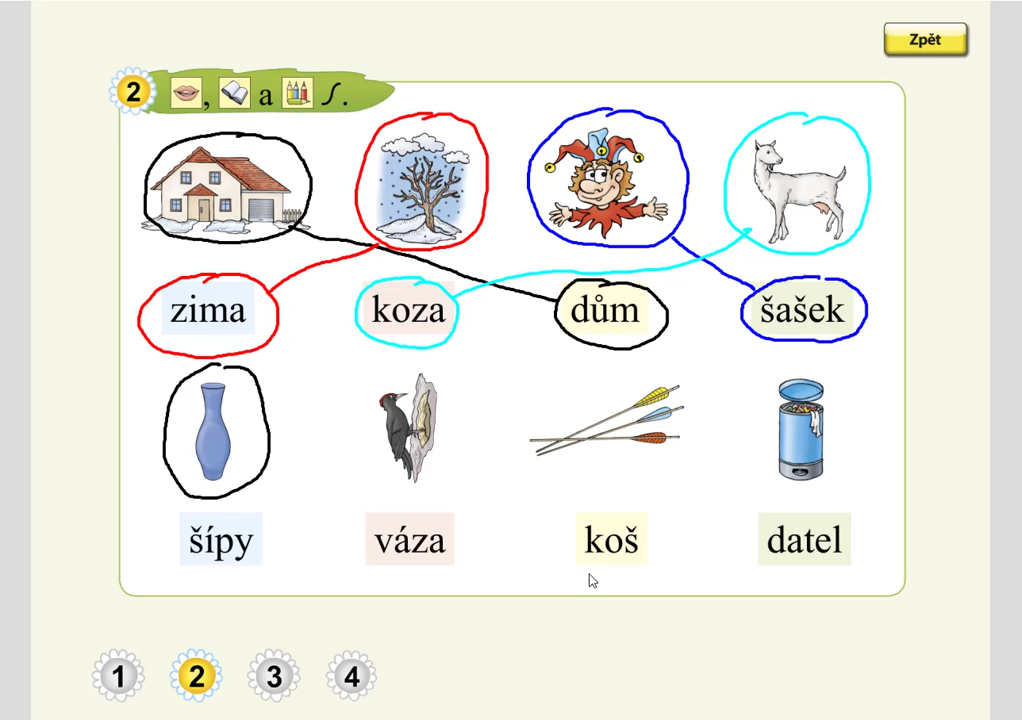 Zpět
2 , a .
zima koza dům šašek
šípy váza koš datel
1 2 3 4